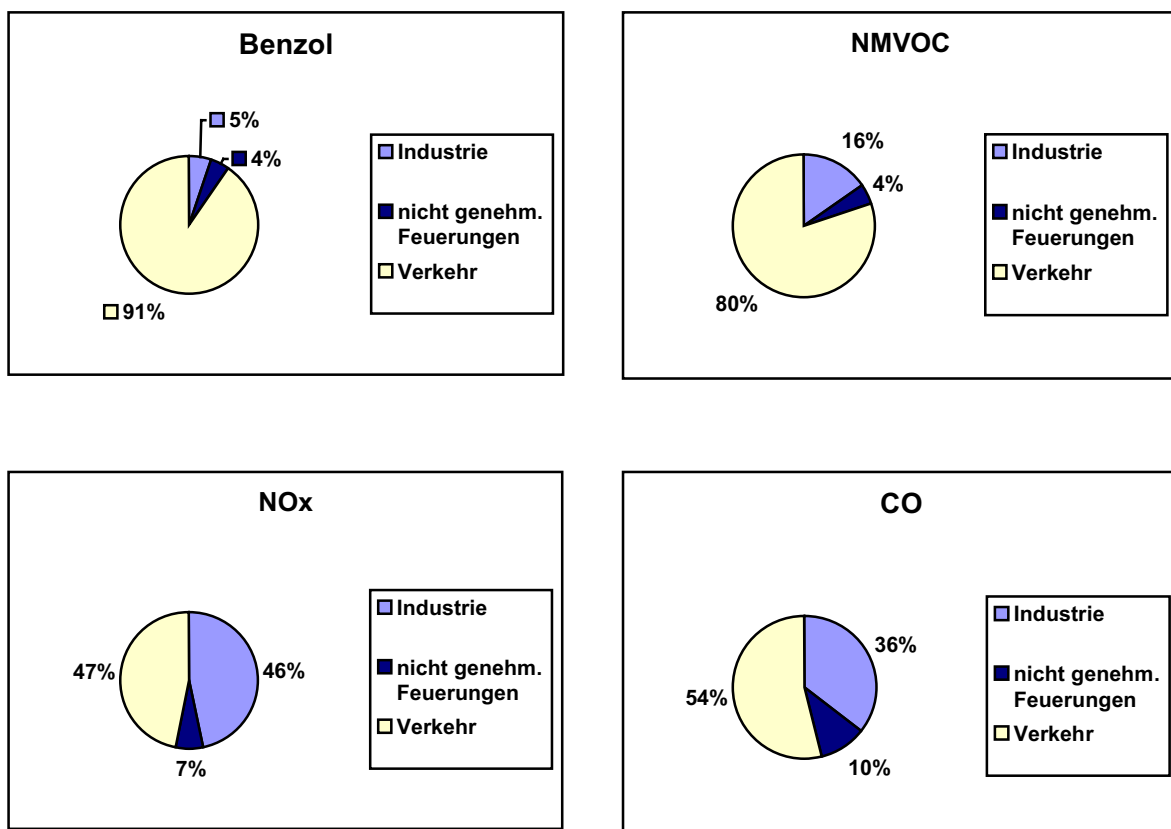 Benzol
5%
4%
91%
Industrie
nicht genehm.
Feuerungen
Verkehr
NMVOC
16%
4%
80%
Industrie
nicht genehm.
Feuerungen
Verkehr
NOx
47%
46%
7%
Industrie
nicht genehm.
Feuerungen
Verkehr
CO
36%
54%
10%
Industrie
nicht genehm.
Feuerungen
Verkehr